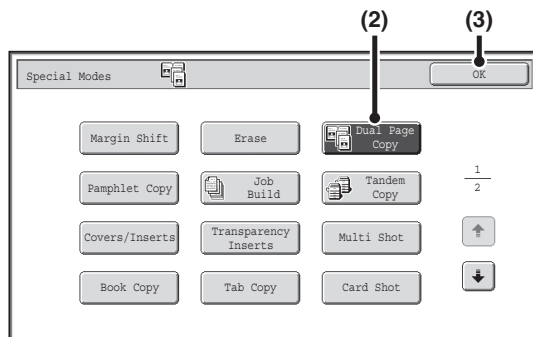 (2) (3)
Special Modes OK
Margin Shift Erase Dual Page
Copy
Pamphlet Copy Job
Build Tandem
Copy
1
2
Covers/Inserts Transparency
Inserts Multi Shot
Book Copy Tab Copy Card Shot